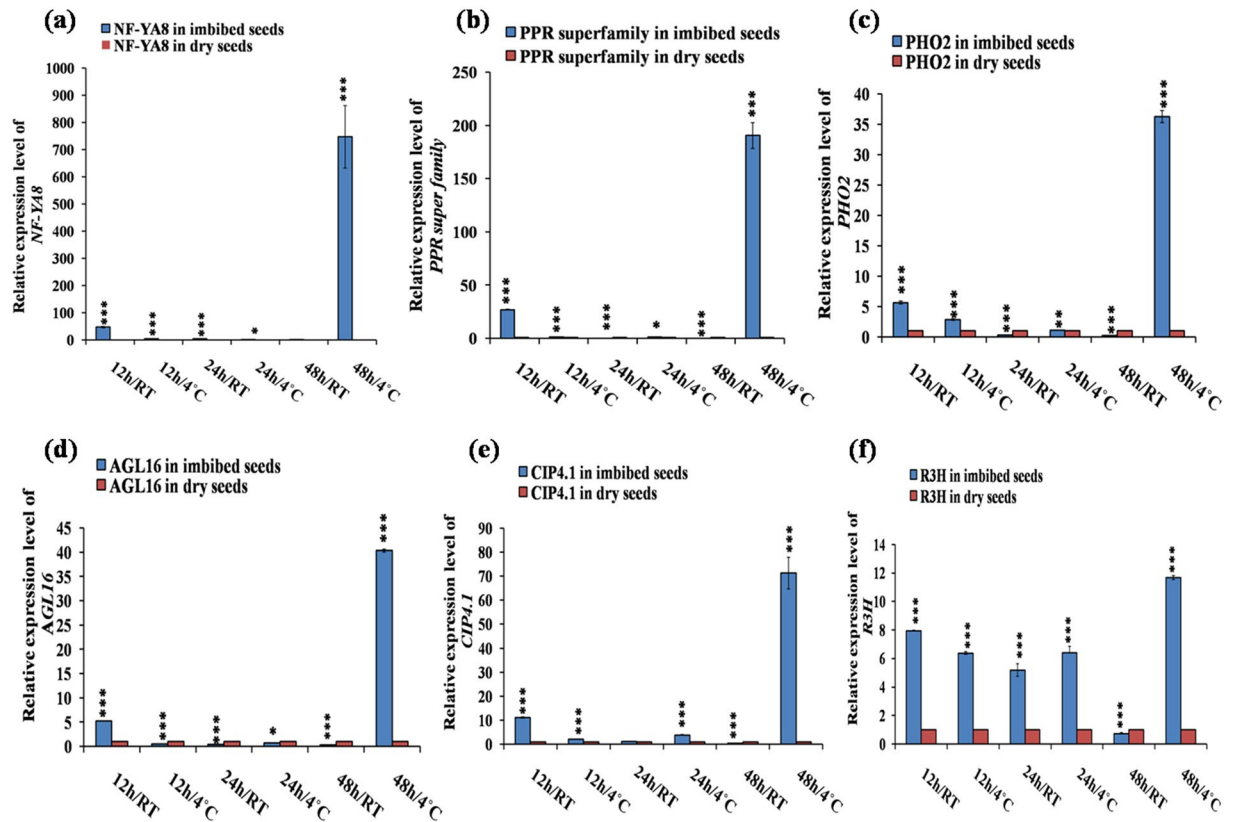 (a)
NF-YA8 in imbibed seeds
NF-YA8 in dry seeds
Relative expression level of
NF-YA8
1000
900
800
700
600
500
400
300
200
100
0
***
***
***
*
***
12h/RT
12h/4°C
24h/RT
24h/4°C
48h/RT
48h/4°C
(b)
PPR superfamily in imbibed seeds
PPR superfamily in dry seeds
Relative expression level of
PPR super family
250
200
150
100
50
0
***
***
***
*
***
***
12h/RT
12h/4°C
24h/RT
24h/4°C
48h/RT
48h/4°C
(c)
PHO2 in imbibed seeds
PHO2 in dry seeds
Relative expression level of
PHO2
40
35
30
25
20
15
10
5
0
***
***
***
**
***
***
12h/RT
12h/4°C
24h/RT
24h/4°C
48h/RT
48h/4°C
(d)
AGL16 in imbibed seeds
AGL16 in dry seeds
Relative expression level of
AGL16
45
40
35
30
25
20
15
10
5
0
***
***
***
*
***
***
12h/RT
12h/4°C
24h/RT
24h/4°C
48h/RT
48h/4°C
(e)
CIP4.1 in imbibed seeds
CIP4.1 in dry seeds
Relative expression level of
CIP4.1
90
80
70
60
50
40
30
20
10
0
***
***
***
***
***
12h/RT
12h/4°C
24h/RT
24h/4°C
48h/RT
48h/4°C
(f)
R3H in imbibed seeds
R3H in dry seeds
Relative expression level of
R3H
14
12
10
8
6
4
2
0
***
***
***
***
***
***
12h/RT
12h/4°C
24h/RT
24h/4°C
48h/RT
48h/4°C